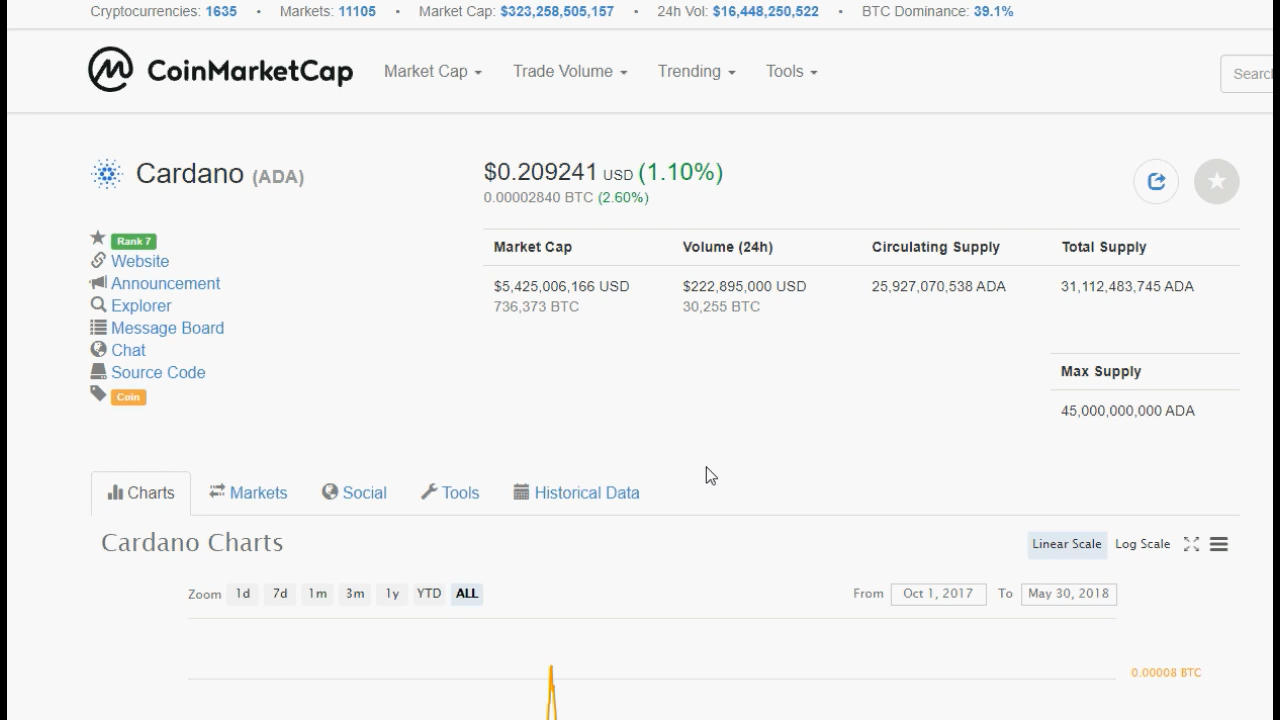 Cryptocurrencies: 1635 • Markets: 11105 • Market Cap: $323,258,505,157 • 24h Vol: $16,448,250,522 • BTC Dominance: 39.1%
CoinMarketCap Market Cap Trade Volume Trending Tools Search
Cardano (ADA) $0.209241 USD (1.10%)
0.00002840 BTC (2.60%)
Rank 7
Website
Announcement
Explorer
Message Board
Chat
Source Code
Coin
Market Cap Volume (24h) Circulating Supply Total Supply
$5,425,006,166 USD $222,895,000 USD 25,927,070,538 ADA 31,112,483,745 ADA
736,373 BTC 30,255 BTC
Max Supply
45,000,000,000 ADA
Charts Markets Social Tools Historical Data
Cardano Charts Linear Scale Log Scale
Zoom 1d 7d 1m 3m 1y YTD ALL From Oct 1, 2017 To May 30, 2018
0.00008 BTC